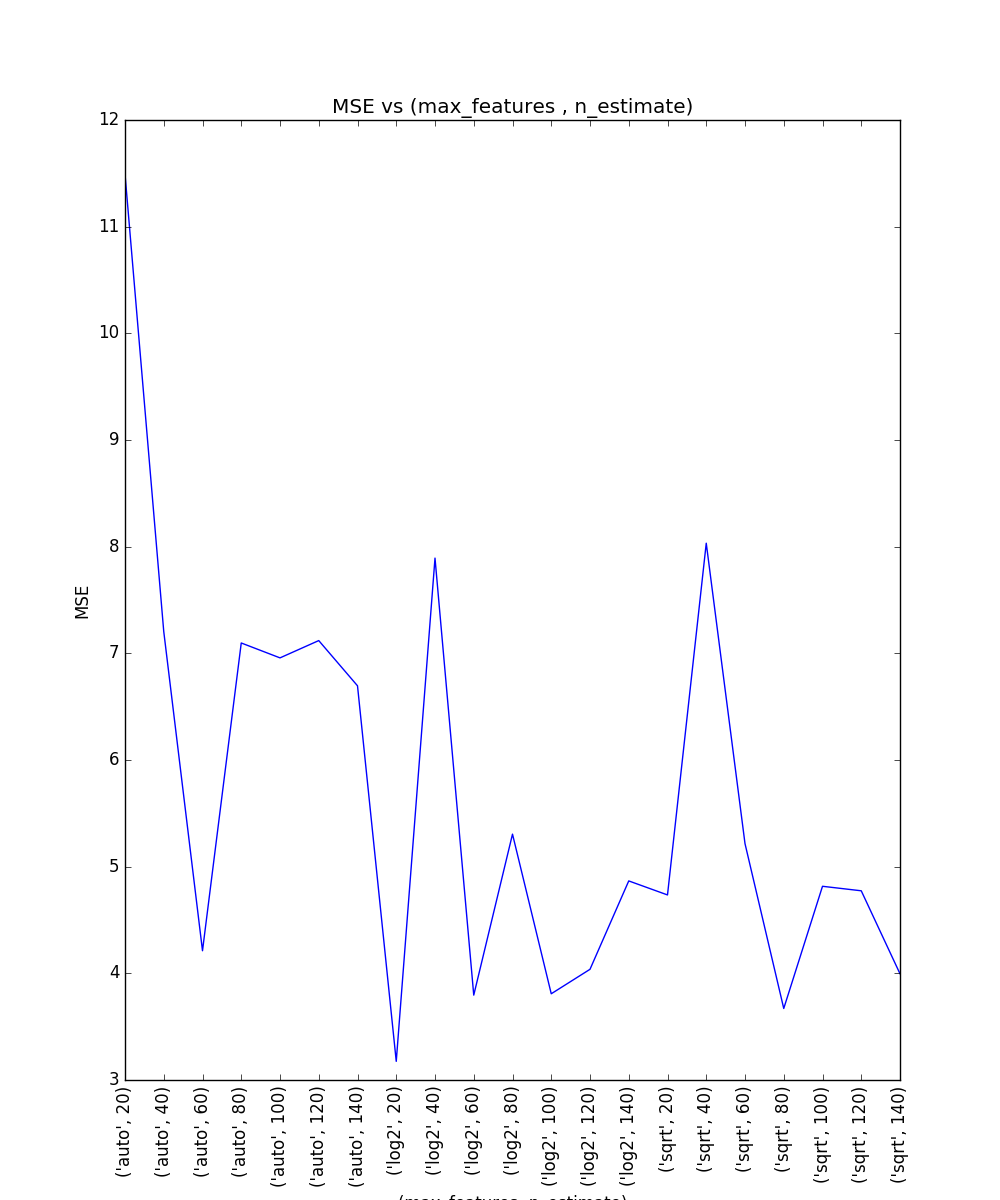 MSE vs (max_features , n_estimate)
12
11
10
9
8
7
6
5
4
3
MSE
('auto', 20)
('auto', 40)
('auto', 60)
('auto', 80)
('auto', 100)
('auto', 120)
('auto', 140)
('log2', 20)
('log2', 40)
('log2', 60)
('log2', 80)
('log2', 100)
('log2', 120)
('log2', 140)
('sqrt', 20)
('sqrt', 40)
('sqrt', 60)
('sqrt', 80)
('sqrt', 100)
('sqrt', 120)
('sqrt', 140)
(max_features, n_estimate)